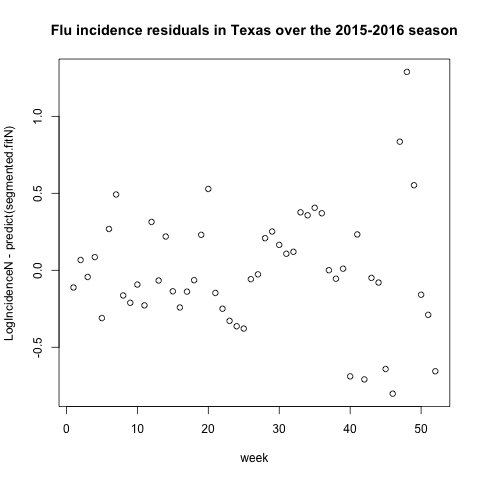 Flu incidence residuals in Texas over the 2015-2016 season
LogIncidenceN - predict(segmented.fitN)
1.0
0.5
0.0
-0.5
0 10 20 30 40 50
week